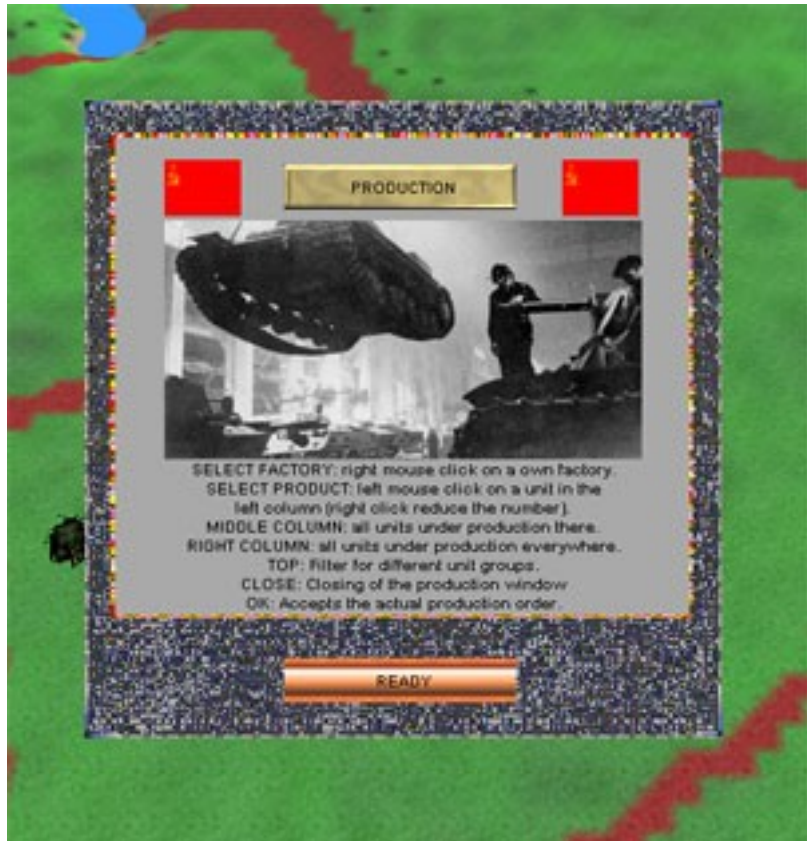 PRODUCTION
SELECT FACTORY: right mouse click on a own factory.
SELECT PRODUCT: left mouse click on a unit in the
left column (right click reduce the number).
MIDDLE COLUMN: all units under production there.
RIGHT COLUMN: all units under production everywhere.
TOP: Filter for different unit groups.
CLOSE: Closing of the production window
OK: Accepts the actual production order.
READY